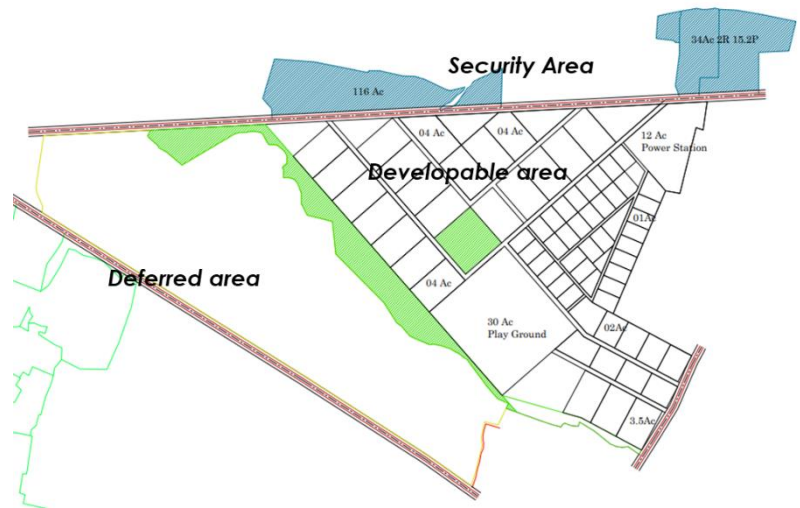 34Ac 2R 15.2P
Security Area
116 Ac
04 Ac
04 Ac
12 Ac
Power Station
Developable area
01Ac
Deferred area
04 Ac
30 Ac
Play Ground
02Ac
3.5Ac